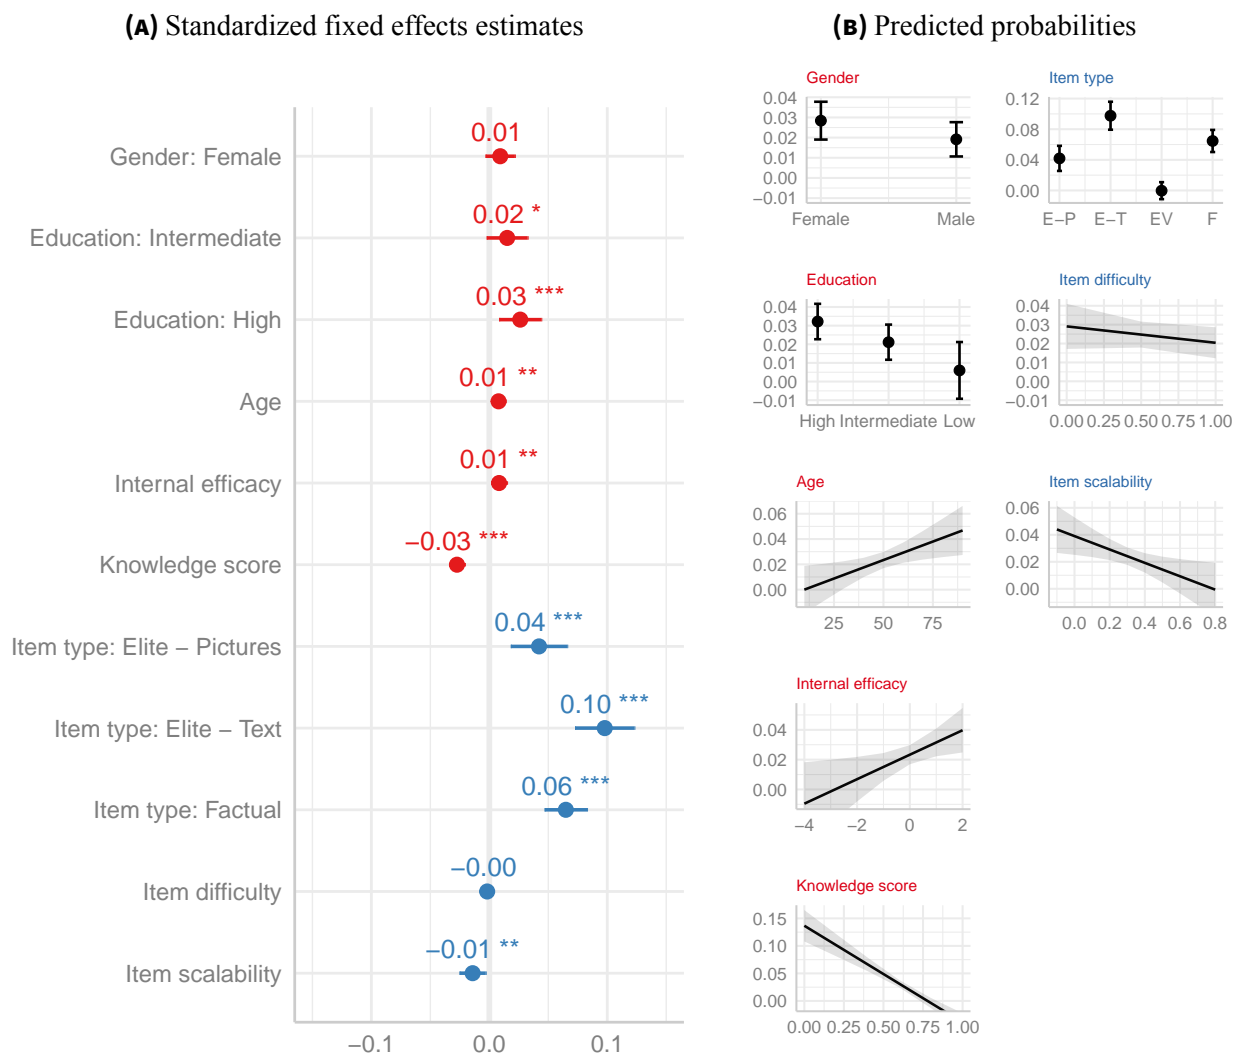 (A) Standardized fixed effects estimates
Gender: Female
0.01
Education: Intermediate
0.02 *
Education: High
0.03 ***
Age
0.01 **
Internal efficacy
0.01 **
Knowledge score
−0.03 ***
Item type: Elite − Pictures
0.04 ***
Item type: Elite − Text
0.10 ***
Item type: Factual
0.06 ***
Item difficulty
−0.00
Item scalability
−0.01 **
−0.1 0.0 0.1
(B) Predicted probabilities
Gender
0.04
0.03
0.02
0.01
0.00
−0.01
Female Male
Item type
0.12
0.08
0.04
0.00
E−P E−T EV F
Education
0.04
0.03
0.02
0.01
0.00
−0.01
High Intermediate Low
Item difficulty
0.04
0.03
0.02
0.01
0.00
−0.01
0.00 0.25 0.50 0.75 1.00
Age
0.06
0.04
0.02
0.00
25 50 75
Item scalability
0.06
0.04
0.02
0.00
0.0 0.2 0.4 0.6 0.8
Internal efficacy
0.04
0.02
0.00
−4 −2 0 2
Knowledge score
0.15
0.10
0.05
0.00
0.00 0.25 0.50 0.75 1.00